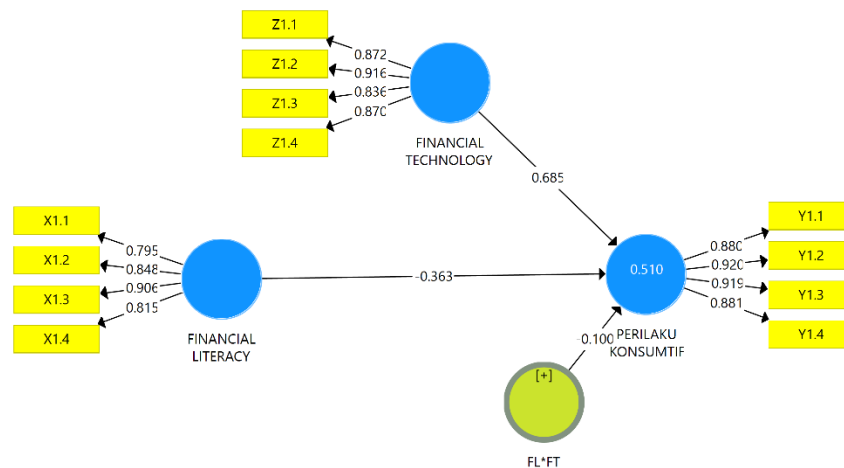 Z1.1
0.872
Z1.2
0.916
Z1.3
0.836
Z1.4
0.870
FINANCIAL
TECHNOLOGY
0.685
X1.1
0.795
X1.2
0.848
X1.3
0.906
X1.4
0.815
FINANCIAL
LITERACY
-0.363
0.510
PERILAKU
KONSUMTIF
Y1.1
0.880
Y1.2
0.920
Y1.3
0.919
Y1.4
0.881
-0.100
[+]
FL*FT